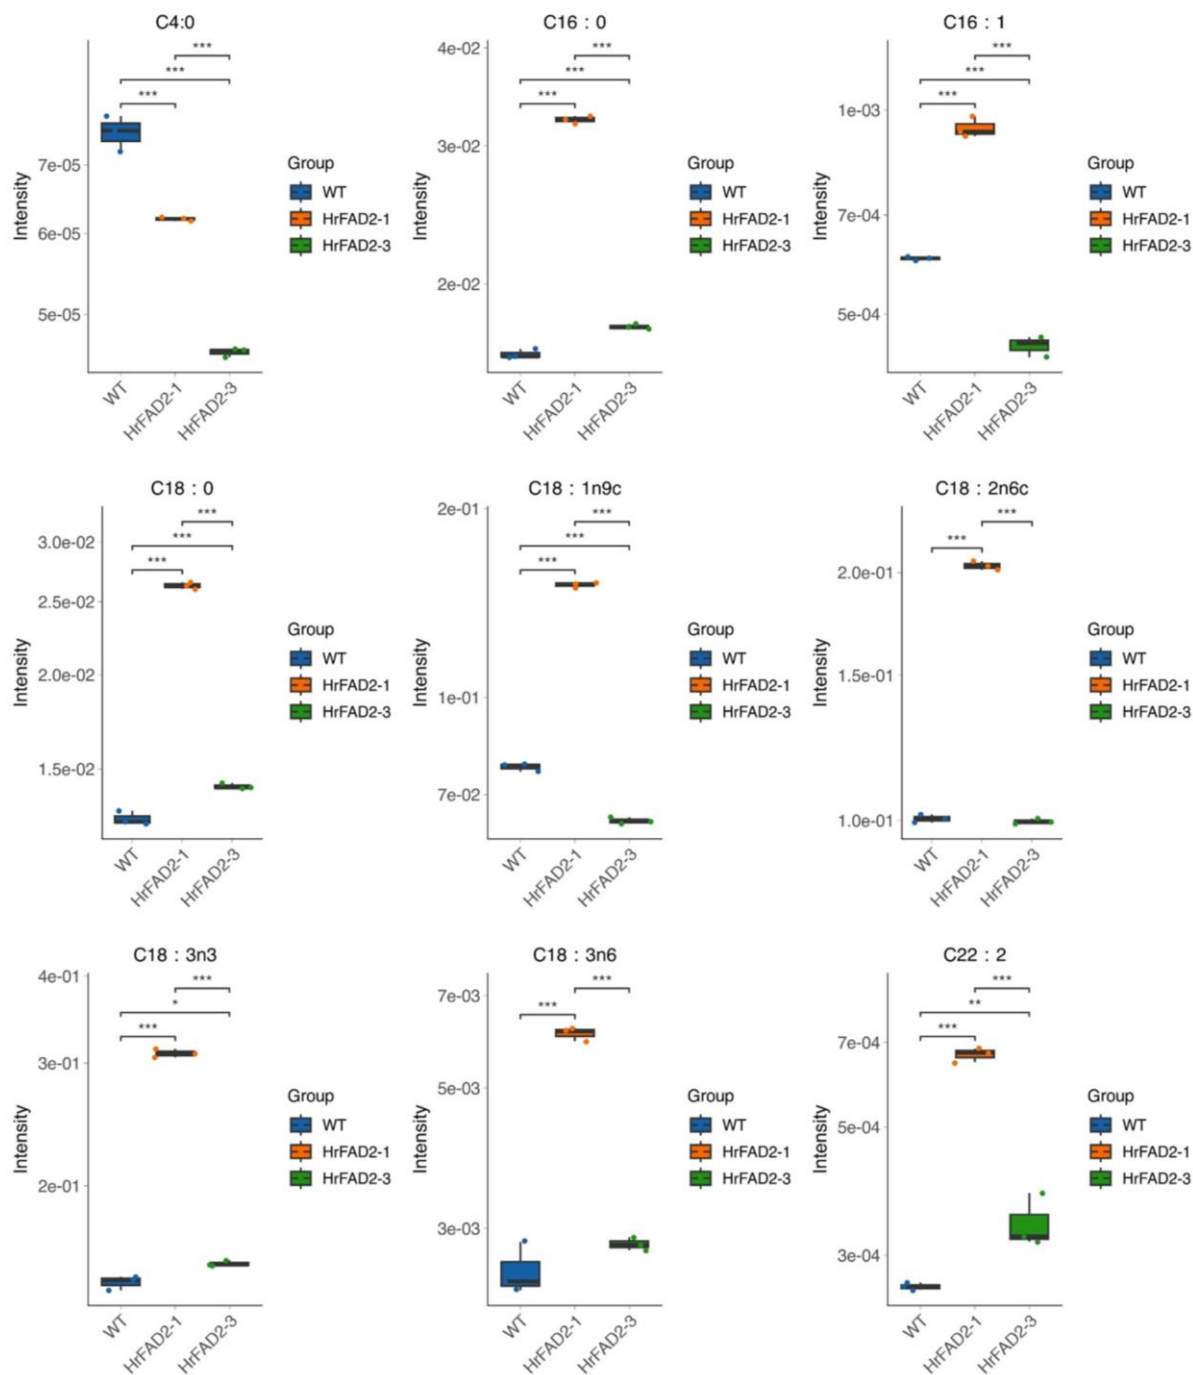 C4:0
***
***
***
7e-05
6e-05
5e-05
Intensity
WT
HrFAD2-1
HrFAD2-3
Group
WT
HrFAD2-1
HrFAD2-3
C16 : 0
***
***
***
4e-02
3e-02
2e-02
Intensity
WT
HrFAD2-1
HrFAD2-3
Group
WT
HrFAD2-1
HrFAD2-3
C16 : 1
***
***
***
1e-03
7e-04
5e-04
Intensity
WT
HrFAD2-1
HrFAD2-3
Group
WT
HrFAD2-1
HrFAD2-3
C18 : 0
***
***
***
3.0e-02
2.5e-02
2.0e-02
1.5e-02
Intensity
WT
HrFAD2-1
HrFAD2-3
Group
WT
HrFAD2-1
HrFAD2-3
C18 : 1n9c
***
***
***
2e-01
1e-01
7e-02
Intensity
WT
HrFAD2-1
HrFAD2-3
Group
WT
HrFAD2-1
HrFAD2-3
C18 : 2n6c
***
***
2.0e-01
1.5e-01
1.0e-01
Intensity
WT
HrFAD2-1
HrFAD2-3
Group
WT
HrFAD2-1
HrFAD2-3
C18 : 3n3
***
*
***
4e-01
3e-01
2e-01
Intensity
WT
HrFAD2-1
HrFAD2-3
Group
WT
HrFAD2-1
HrFAD2-3
C18 : 3n6
***
***
7e-03
5e-03
3e-03
Intensity
WT
HrFAD2-1
HrFAD2-3
Group
WT
HrFAD2-1
HrFAD2-3
C22 : 2
***
**
***
7e-04
5e-04
3e-04
Intensity
WT
HrFAD2-1
HrFAD2-3
Group
WT
HrFAD2-1
HrFAD2-3